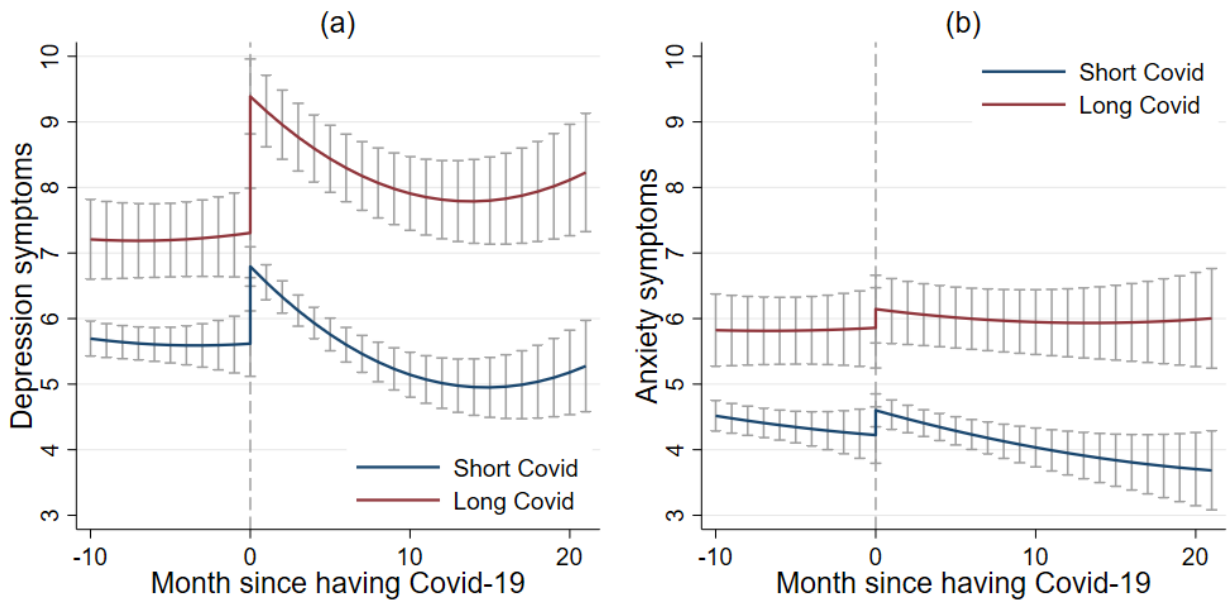 (a)
Depression symptoms
10
9
8
7
6
5
4
3
Short Covid
Long Covid
-10
0
10
20
Month since having Covid-19
(b)
Anxiety symptoms
10
9
8
7
6
5
4
3
Short Covid
Long Covid
-10
0
10
20
Month since having Covid-19